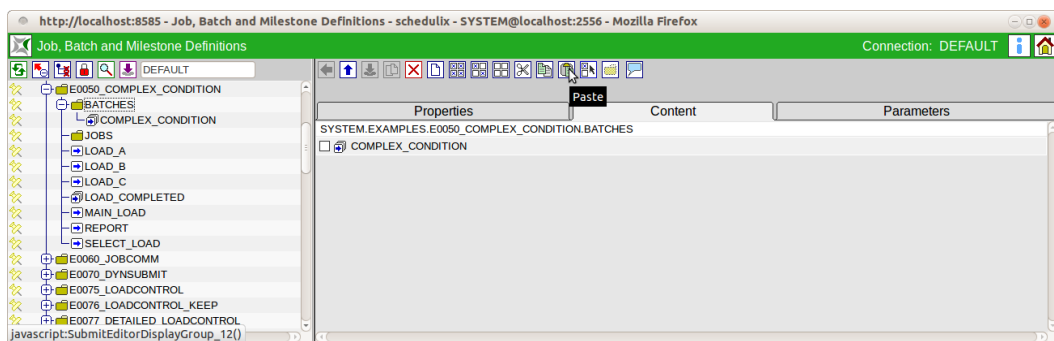 http://localhost:8585 - Job, Batch and Milestone Definitions - schedulix - SYSTEM@localhost:2556 - Mozilla Firefox
Job, Batch and Milestone Definitions
Connection: DEFAULT
DEFAULT
E0050_COMPLEX_CONDITION
BATCHES
COMPLEX_CONDITION
JOBS
LOAD_A
LOAD_B
LOAD_C
LOAD_COMPLETED
MAIN_LOAD
REPORT
SELECT_LOAD
E0060_JOBCOMM
E0070_DYNSUBMIT
E0075_LOADCONTROL
E0076_LOADCONTROL_KEEP
E0077_DETAILED_LOADCONTROL
javascript:SubmitEditorDisplayGroup_12()
Paste
Properties
Content
Parameters
SYSTEM.EXAMPLES.E0050_COMPLEX_CONDITION.BATCHES
COMPLEX_CONDITION